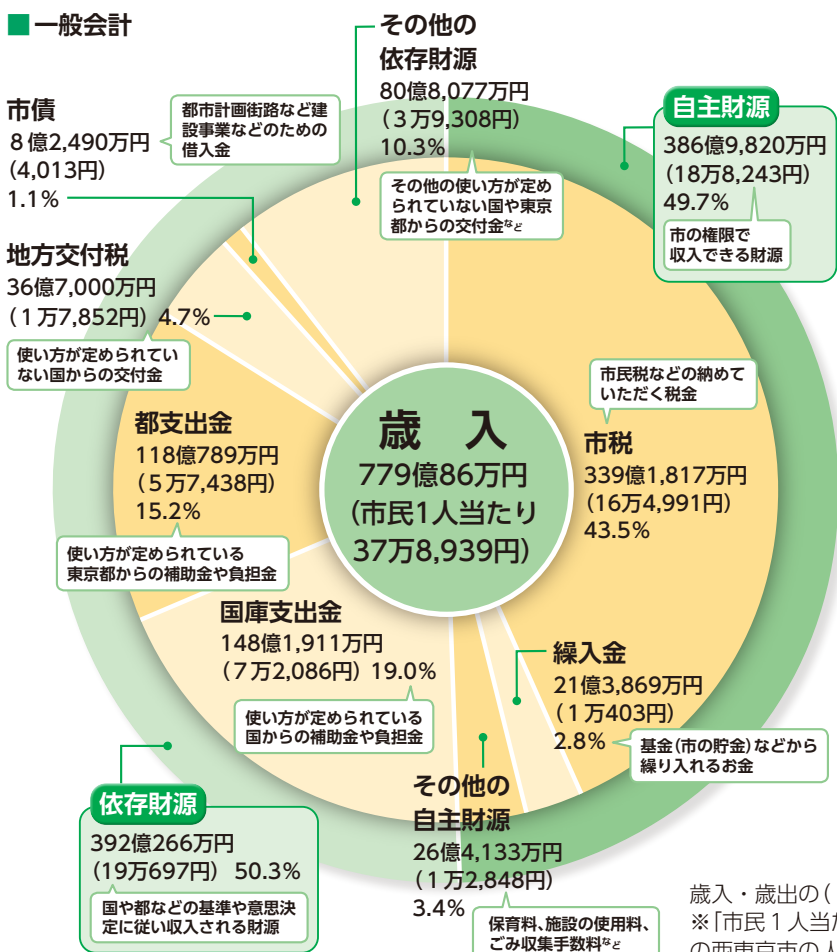 ■一般会計
その他の
依存財源
80億8,077万円
(3万9,308円)
10.3%
その他の使い方が定め
られていない国や東京
都からの交付金など
市債
8億2,490万円
(4,013円)
1.1%
都市計画街路など建
設事業などのための
借入金
自主財源
386億9,820万円
(18万8,243円)
49.7%
市の権限で
収入できる財源
地方交付税
36億7,000万円
(1万7,852円) 4.7%
使い方が定められてい
ない国からの交付金
市民税などの納めて
いただく税金
市税
339億1,817万円
(16万4,991円)
43.5%
歳 入
779億86万円
(市民1人当たり
37万8,939円)
都支出金
118億789万円
(5万7,438円)
15.2%
使い方が定められている
東京都からの補助金や負担金
国庫支出金
148億1,911万円
(7万2,086円) 19.0%
使い方が定められている
国からの補助金や負担金
繰入金
21億3,869万円
(1万403円)
2.8%
基金(市の貯金)などから
繰り入れるお金
その他の
自主財源
26億4,133万円
(1万2,848円)
3.4%
保育料、施設の使用料、
ごみ収集手数料など
依存財源
392億266万円
(19万697円) 50.3%
国や都などの基準や意思決
定に従い収入される財源
歳入・歳出の(
※「市民1人当た
の西東京市の人